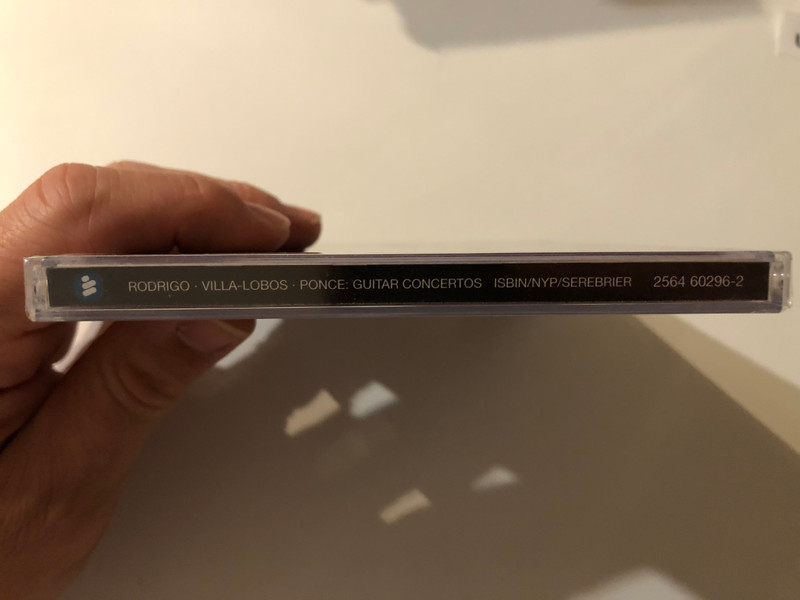 RODRIGO · VILLA-LOBOS · PONCE: GUITAR CONCERTOS ISBIN/NYP/SEREBRIER 2564 60296-2